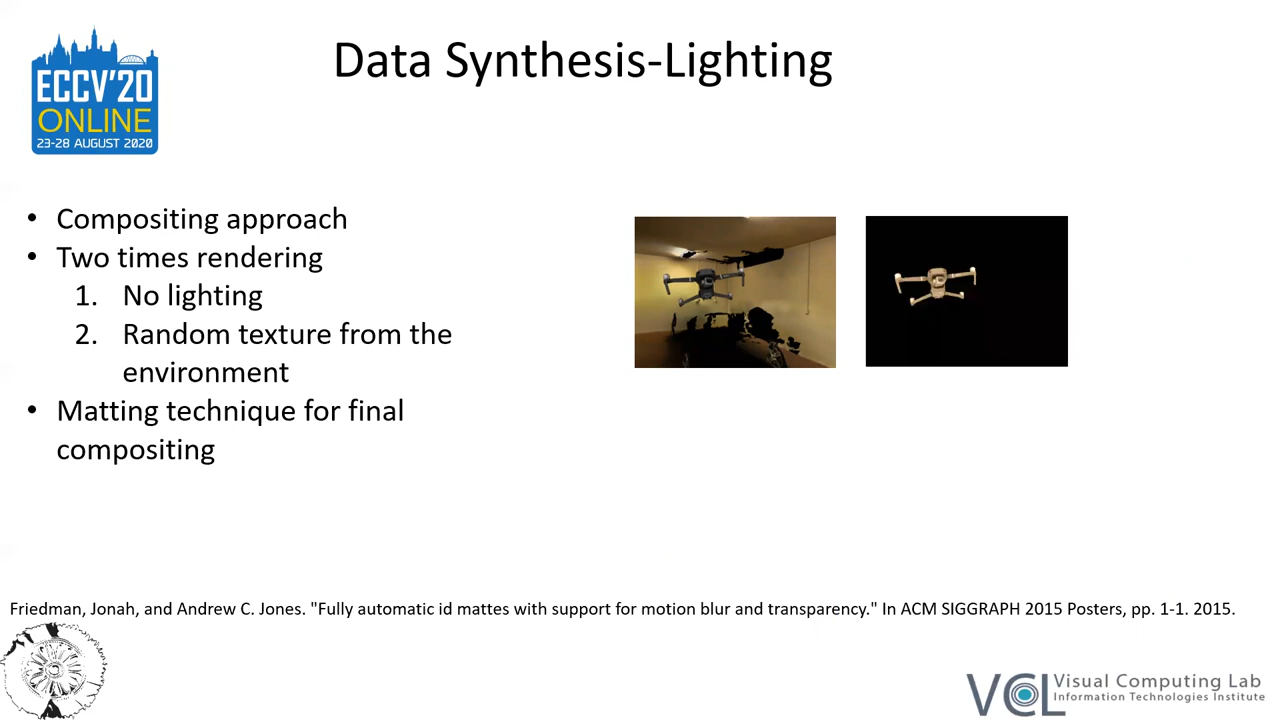 ECCV'20
ONLINE
23-28 AUGUST 2020
Data Synthesis-Lighting
• Compositing approach
• Two times rendering
1. No lighting
2. Random texture from the
environment
• Matting technique for final
compositing
Friedman, Jonah, and Andrew C. Jones. "Fully automatic id mattes with support for motion blur and transparency." In ACM SIGGRAPH 2015 Posters, pp. 1-1. 2015.
VCL Visual Computing Lab
Information Technologies Institute